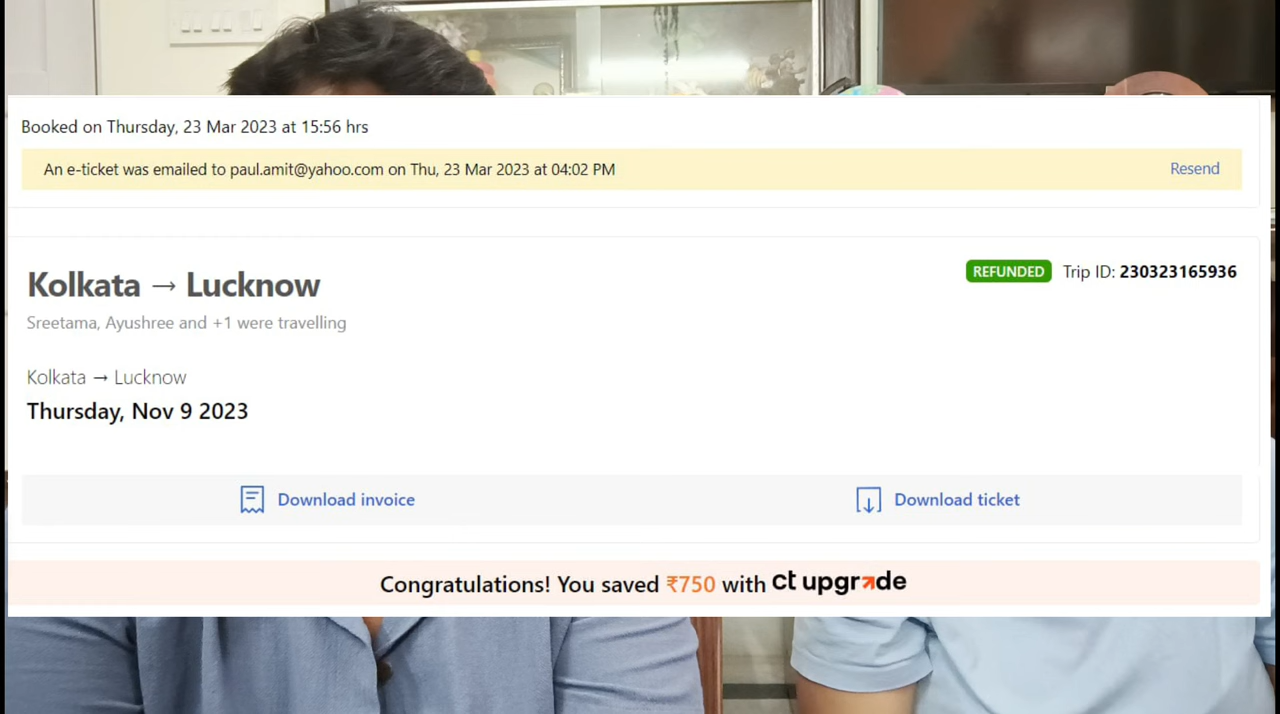 Booked on Thursday, 23 Mar 2023 at 15:56 hrs
An e-ticket was emailed to paul.amit@yahoo.com on Thu, 23 Mar 2023 at 04:02 PM Resend
Kolkata → Lucknow
REFUNDED Trip ID: 230323165936
Sreetama, Ayushree and +1 were travelling
Kolkata → Lucknow
Thursday, Nov 9 2023
Download invoice
Download ticket
Congratulations! You saved ₹750 with ct upgrade